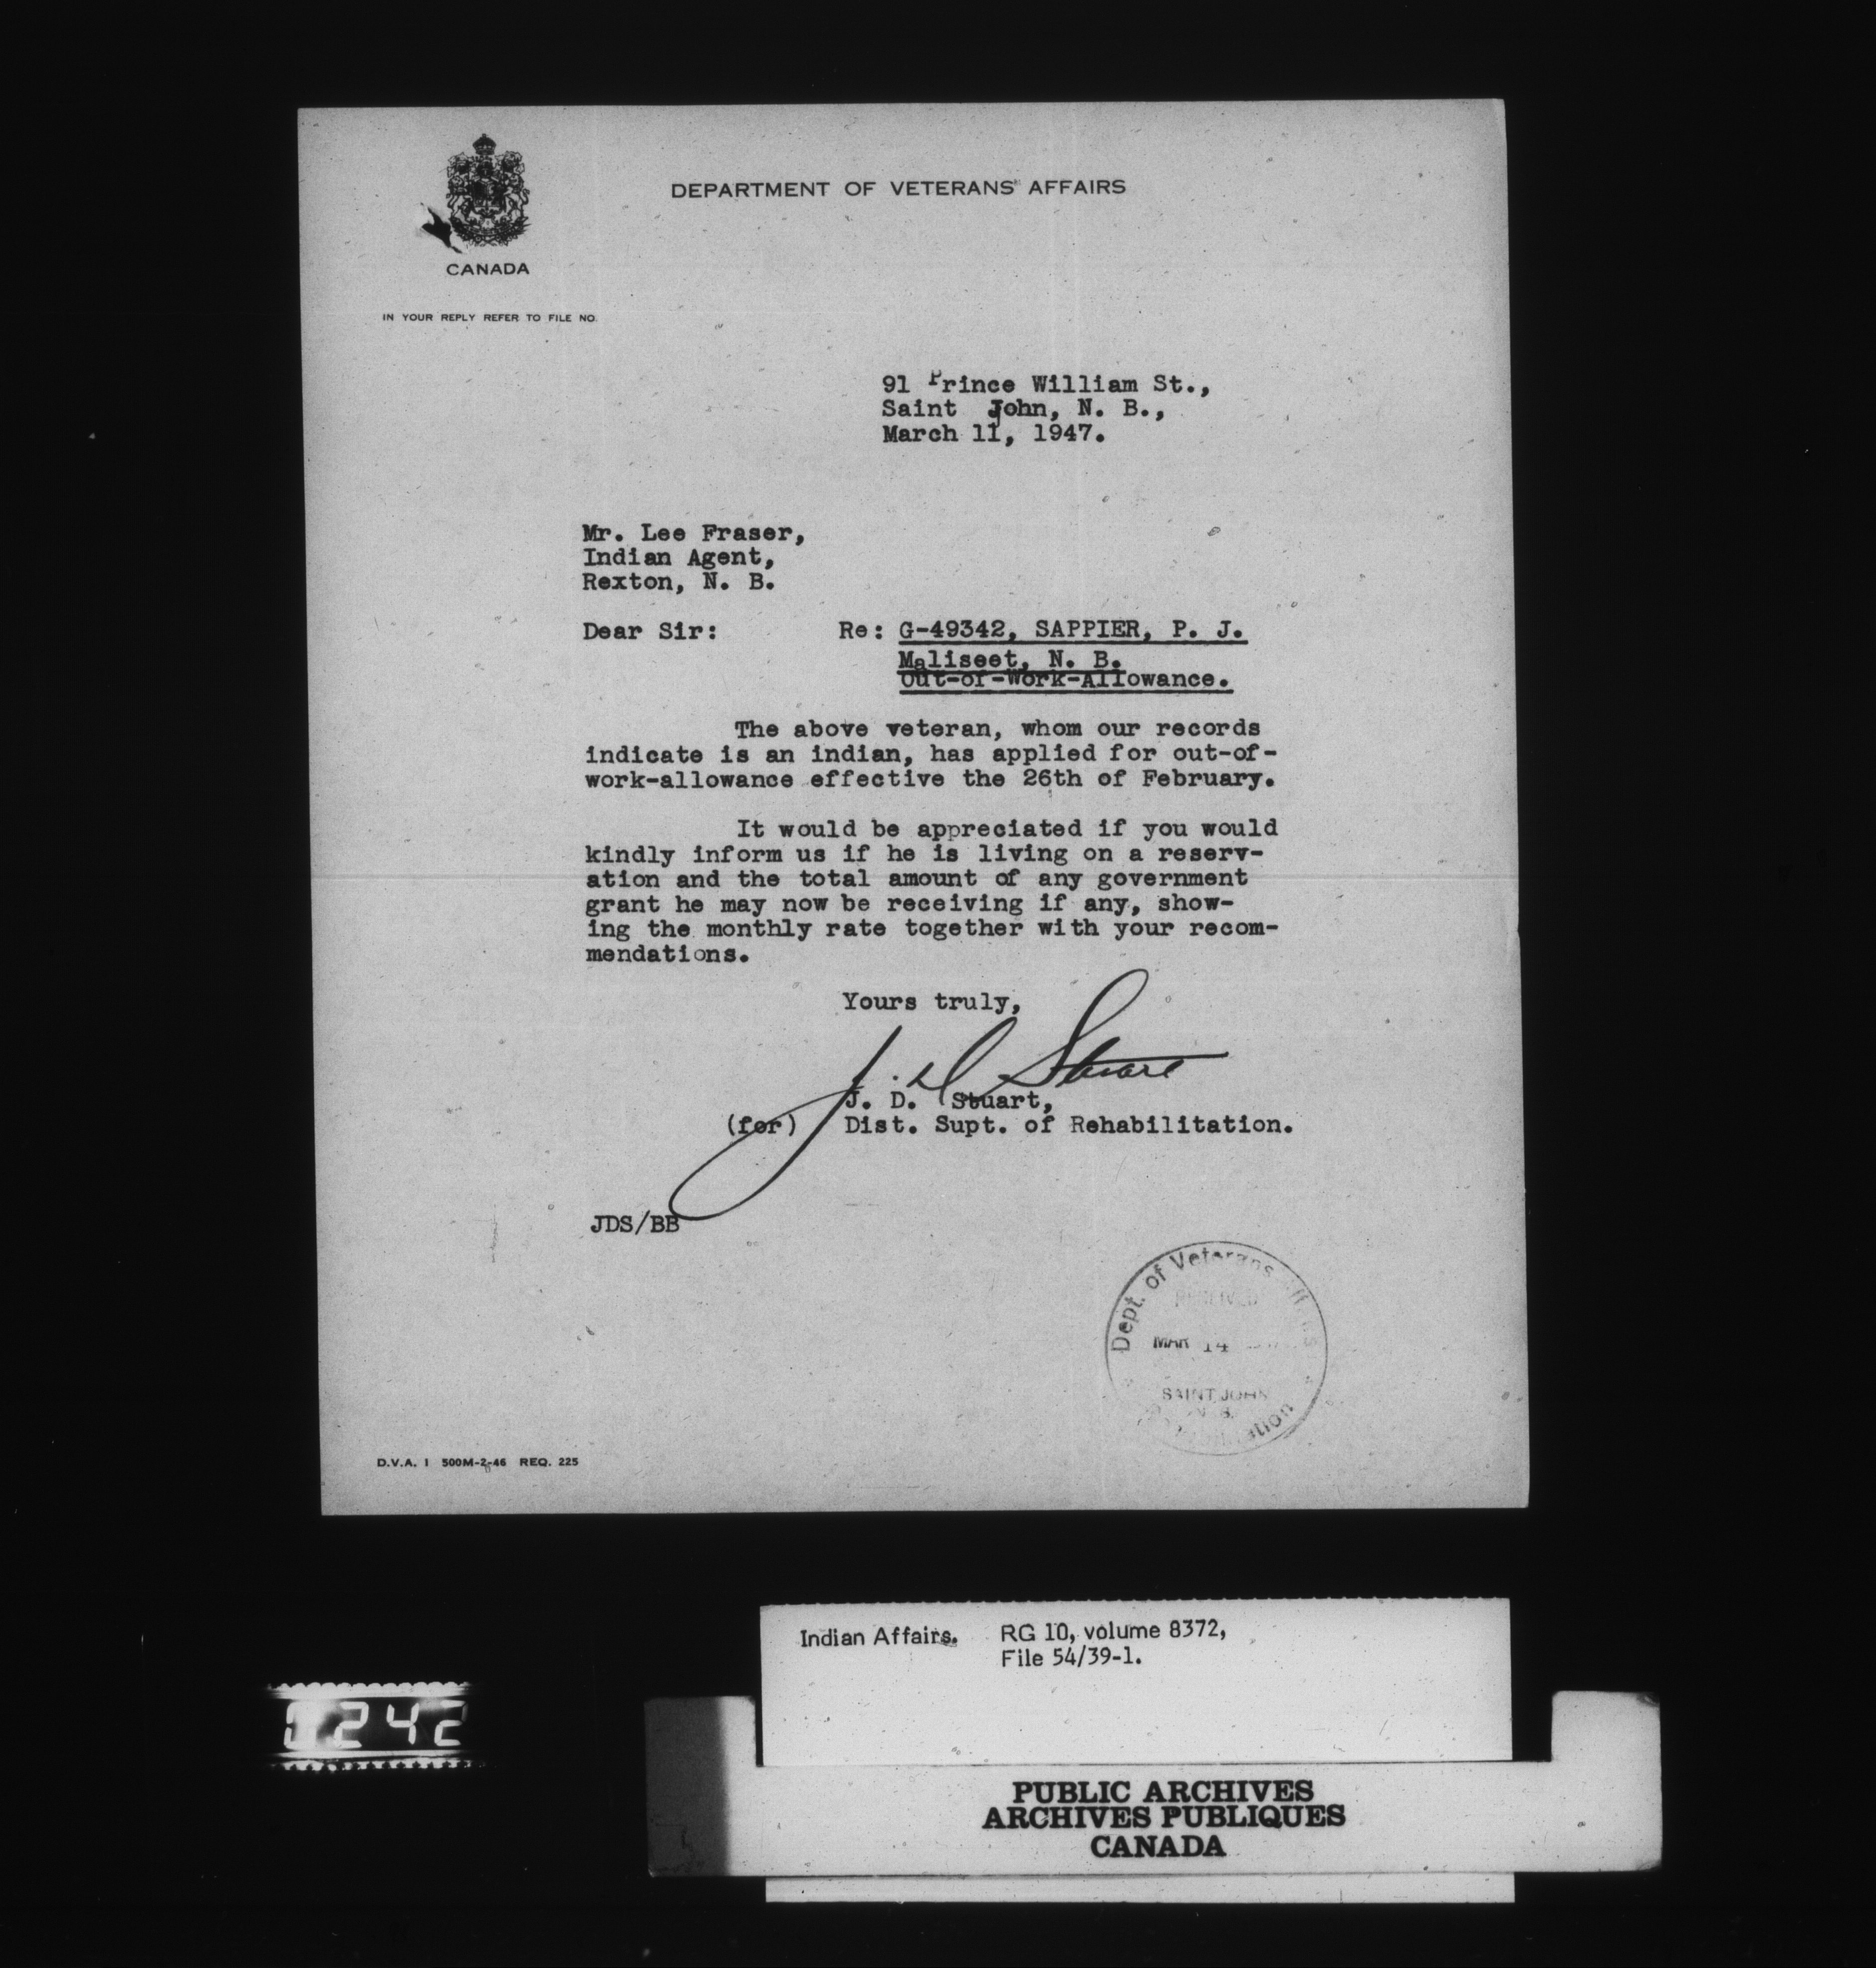 DEPARTMENT OF VETERANS' AFFAIRS
CANADA
IN YOUR REPLY REFER TO FILE NO.
91 Prince William St.,
Saint John, N. B.,
March 11, 1947.
Mr. Lee Fraser,
Indian Agent,
Rexton, N. B.
Dear Sir: Re: G-49342, SAPPIER, P. J.
Maliseet, N. B.
Out-of-Work-Allowance.
The above veteran, whom our records
indicate is an indian, has applied for out-of-
work-allowance effective the 26th of February.
It would be appreciated if you would
kindly inform us if he is living on a reserv-
ation and the total amount of any government
grant he may now be receiving if any, show-
ing the monthly rate together with your recom-
mendations.
Yours truly,
J. D Stuart
J. D. Stuart,
(for) Dist. Supt. of Rehabilitation.
JDS/BB
Dept. of Veterans
RECEIVED
MAR 14
SAINT JOHN
N. B.
D.V.A. 1 500M-2-46 REQ. 225
Indian Affairs. RG 10, volume 8372,
File 54/39-1.
0242
PUBLIC ARCHIVES
ARCHIVES PUBLIQUES
CANADA